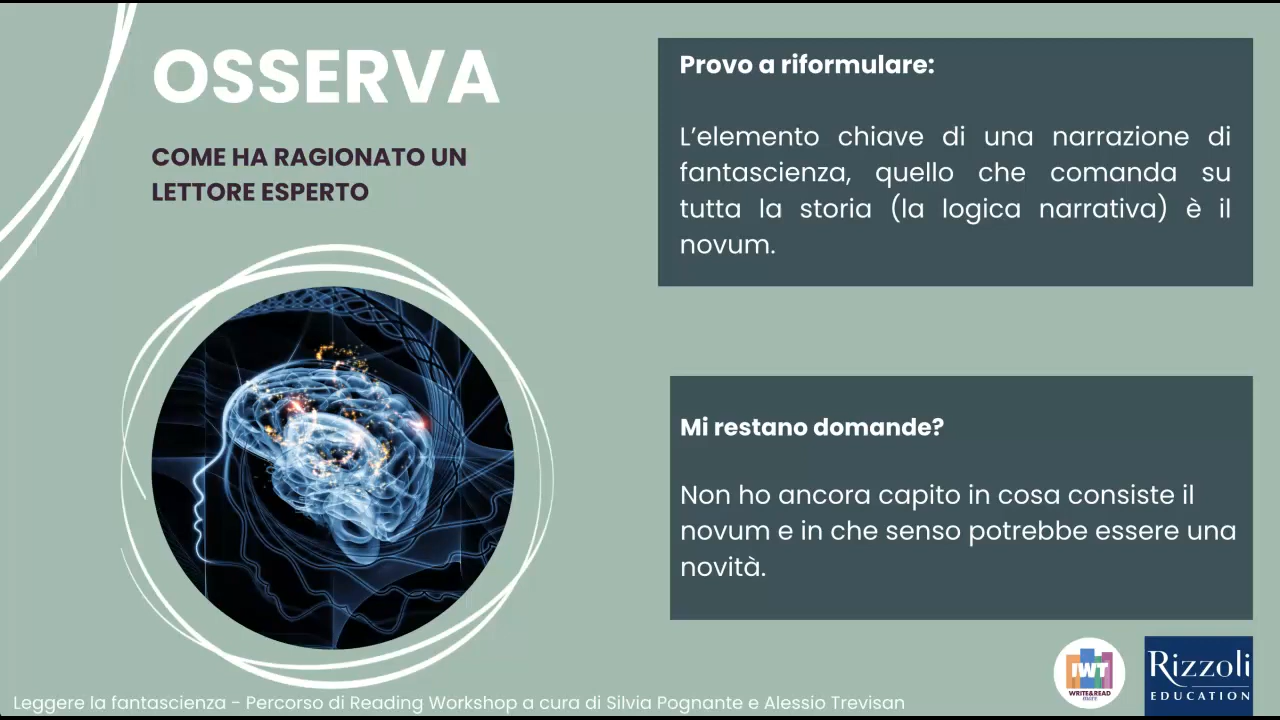 OSSERVA
COME HA RAGIONATO UN
LETTORE ESPERTO
Provo a riformulare:
L’elemento chiave di una narrazione di
fantascienza, quello che comanda su
tutta la storia (la logica narrativa) è il
novum.
Mi restano domande?
Non ho ancora capito in cosa consiste il
novum e in che senso potrebbe essere una
novità.
IWT
WRITE&READ
more
Rizzoli
EDUCATION
Leggere la fantascienza - Percorso di Reading Workshop a cura di Silvia Pognante e Alessio Trevisan